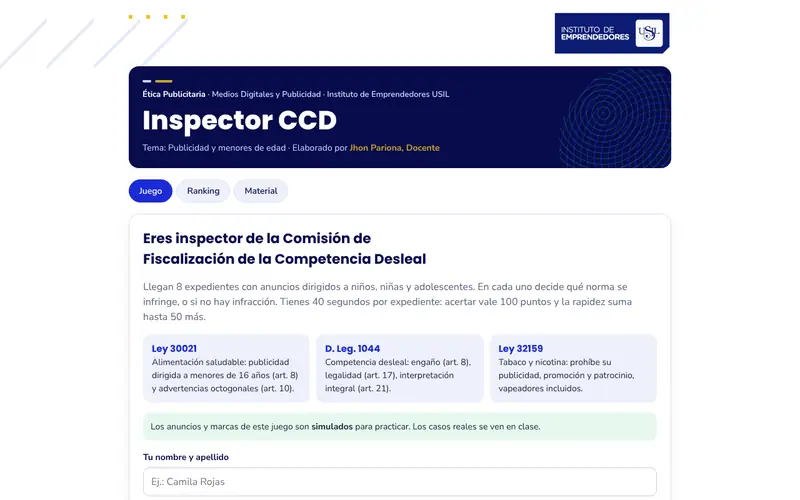 INSTITUTO DE
EMPRENDEDORES
USIL
Ética Publicitaria · Medios Digitales y Publicidad · Instituto de Emprendedores USIL
Inspector CCD
Tema: Publicidad y menores de edad · Elaborado por Jhon Pariona, Docente
Juego
Ranking
Material
Eres inspector de la Comisión de
Fiscalización de la Competencia Desleal
Llegan 8 expedientes con anuncios dirigidos a niños, niñas y adolescentes. En cada uno decide qué norma se
infringe, o si no hay infracción. Tienes 40 segundos por expediente: acertar vale 100 puntos y la rapidez suma
hasta 50 más.
Ley 30021
Alimentación saludable: publicidad
dirigida a menores de 16 años (art. 8)
y advertencias octogonales (art. 10).
D. Leg. 1044
Competencia desleal: engaño (art. 8),
legalidad (art. 17), interpretación
integral (art. 21).
Ley 32159
Tabaco y nicotina: prohíbe su
publicidad, promoción y patrocinio,
vapeadores incluidos.
Los anuncios y marcas de este juego son simulados para practicar. Los casos reales se ven en clase.
Tu nombre y apellido
Ej.: Camila Rojas